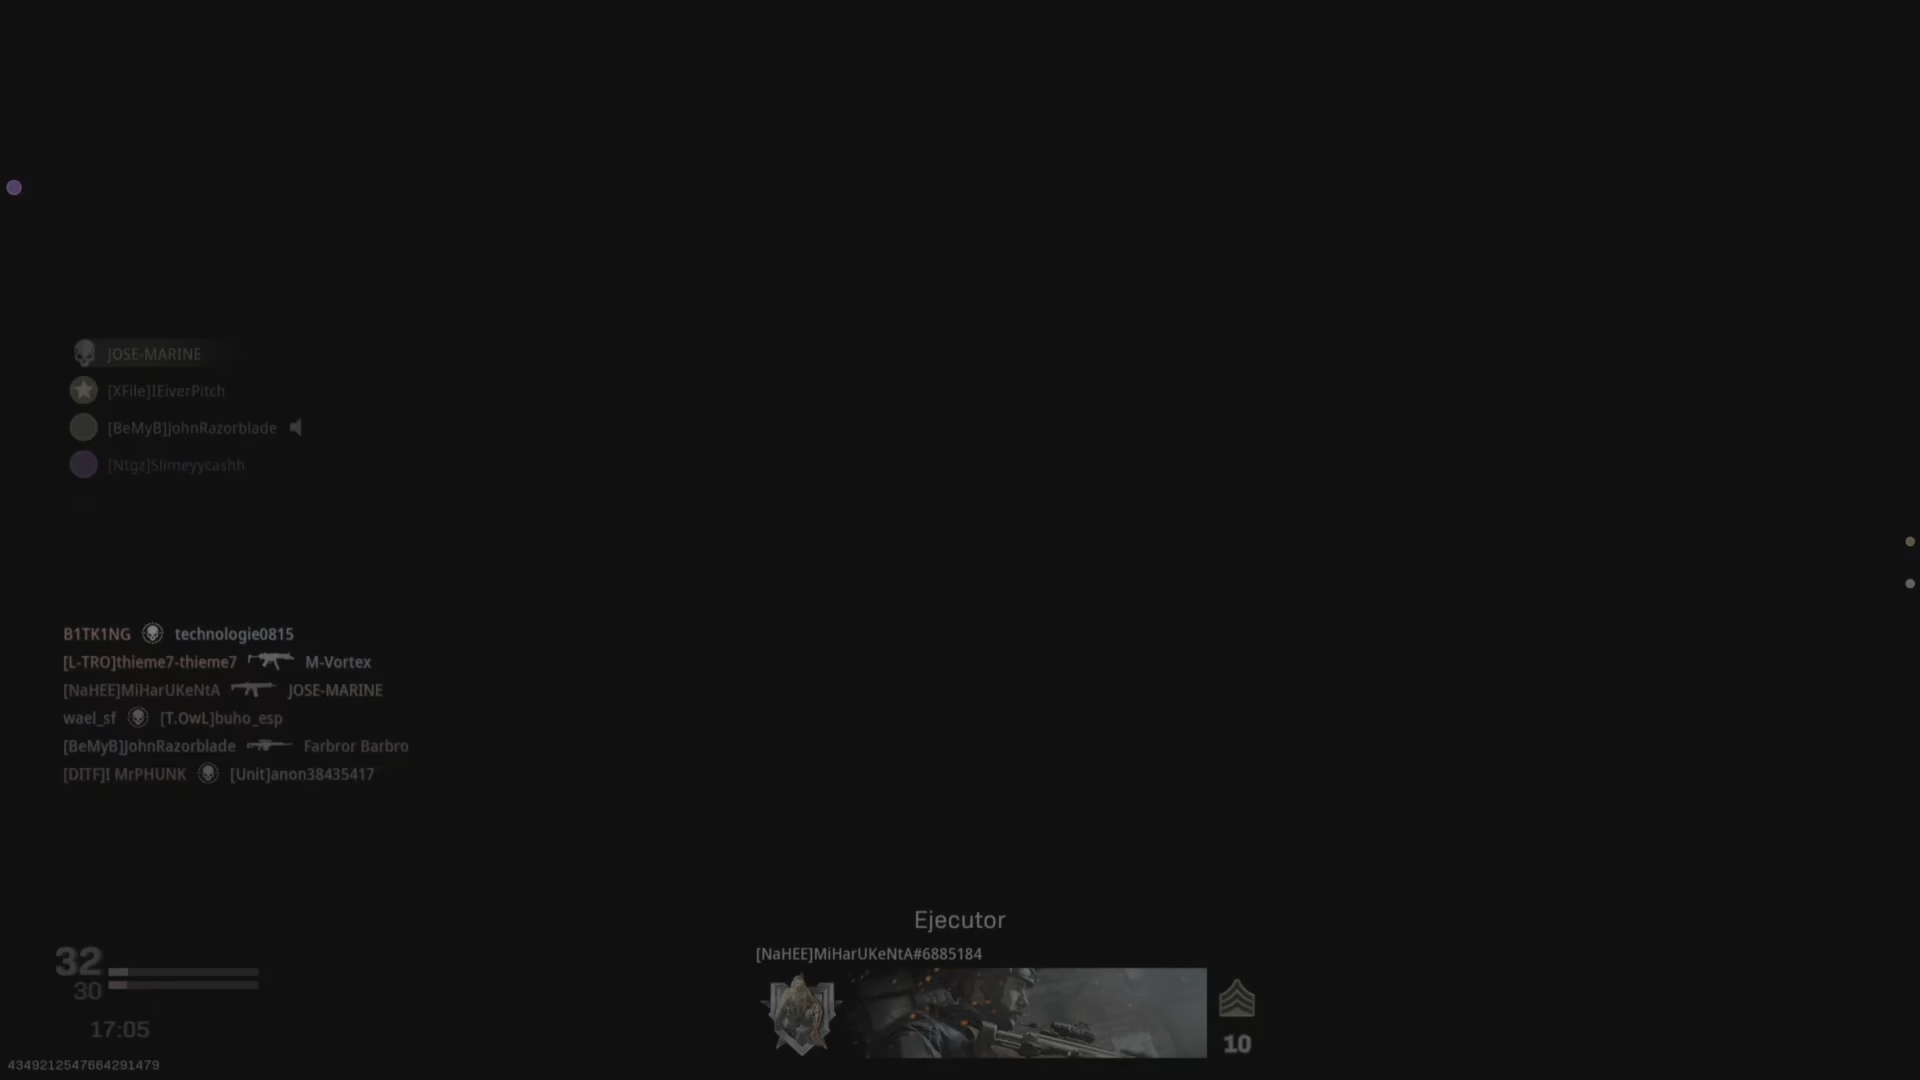 JOSE-MARINE
[XFile]IEiverPitch
[BeMyB]JohnRazorblade
[Ntgz]Slimeyycashh
B1TK1NG technologie0815
[L-TRO]thieme7-thieme7 M-Vortex
[NaHEE]MiHarUKeNtA JOSE-MARINE
wael_sf [T.OwL]buho_esp
[BeMyB]JohnRazorblade Farbror Barbro
[DITF]I MrPHUNK [Unit]anon38435417
Ejecutor
[NaHEE]MiHarUKeNtA#6885184
32
30
10
17:05
4349212547664291479